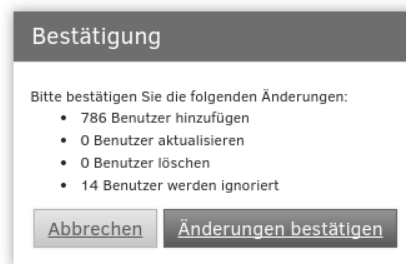 Bestätigung
Bitte bestätigen Sie die folgenden Änderungen:
• 786 Benutzer hinzufügen
• 0 Benutzer aktualisieren
• 0 Benutzer löschen
• 14 Benutzer werden ignoriert
Abbrechen Änderungen bestätigen